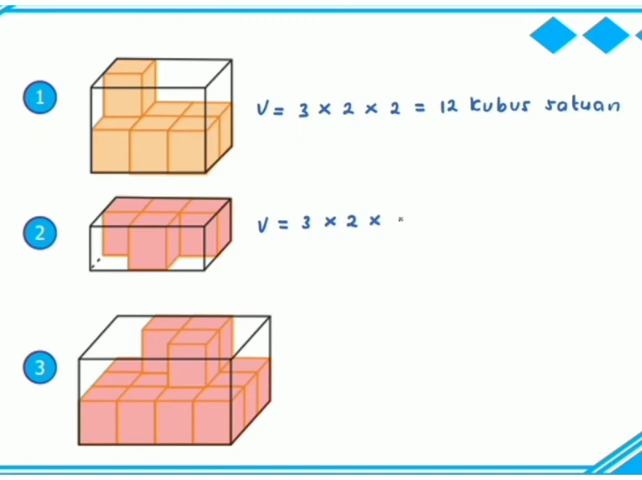 1
V = 3 × 2 × 2 = 12 kubus satuan
2
V = 3 × 2 ×
3